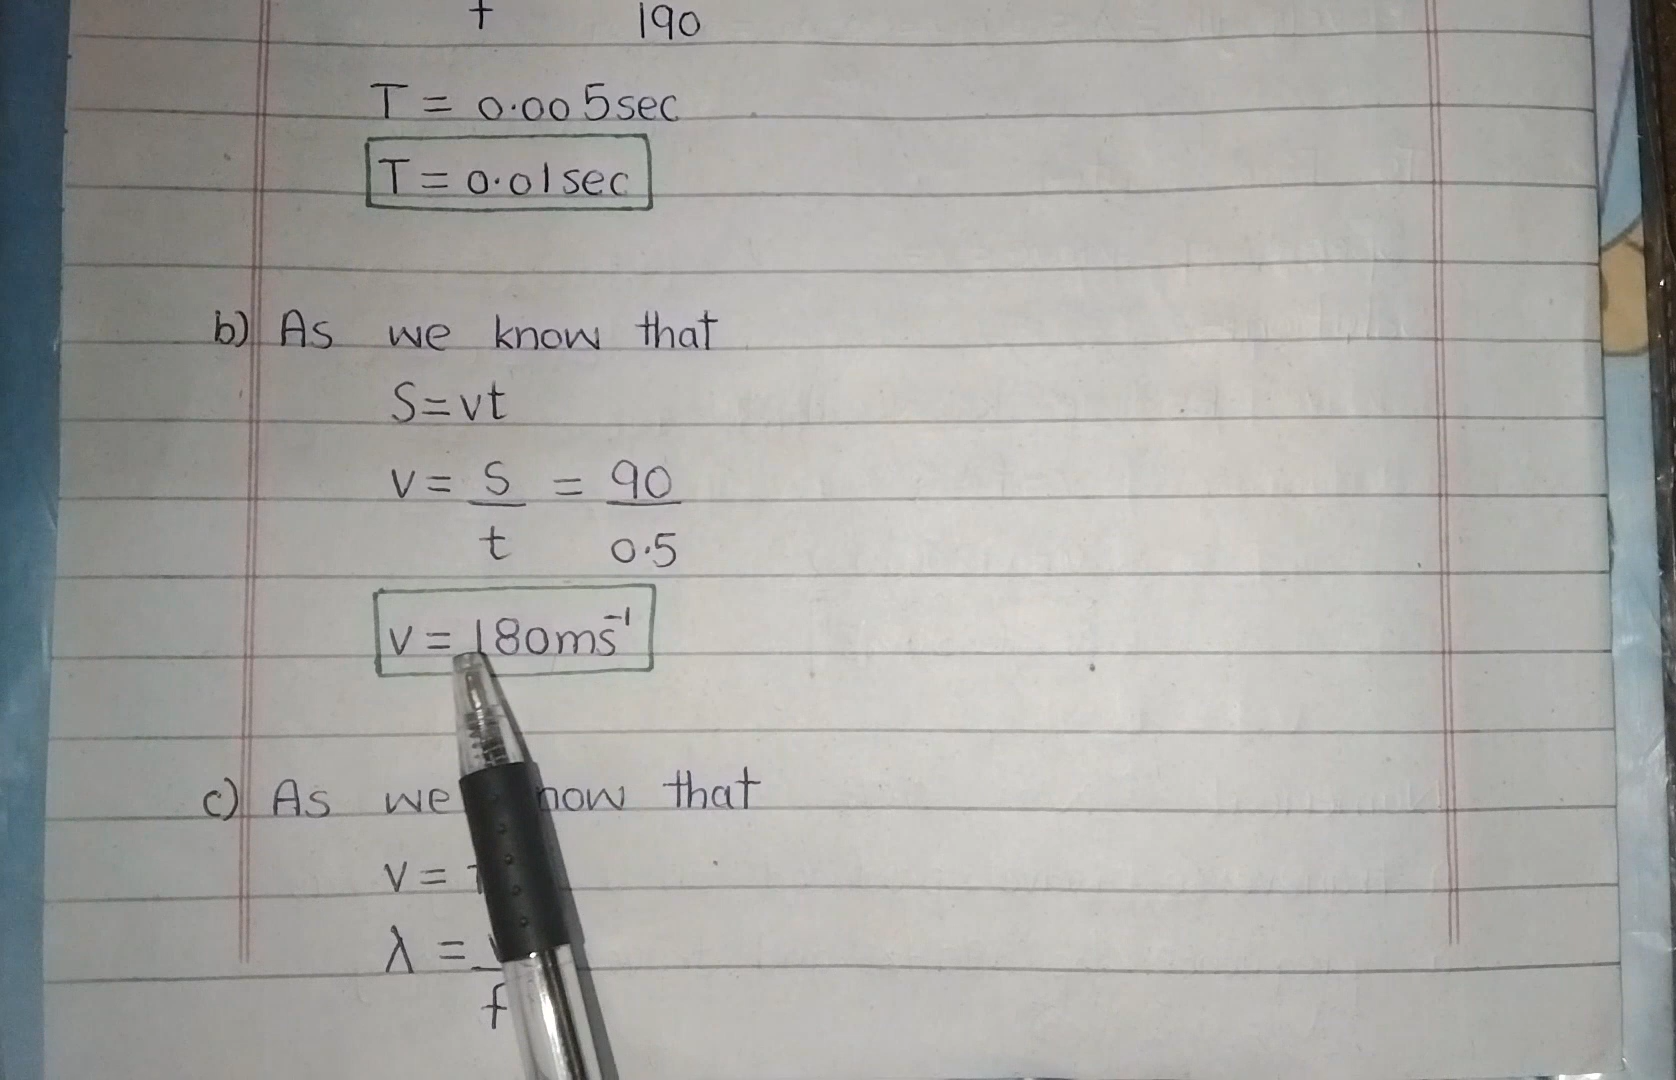 f 190
T = 0.005sec
T = 0.01sec
b) As we know that
S=vt
v = S = 90
t 0.5
v = 180ms⁻¹
c) As we now that
v =
λ =
f